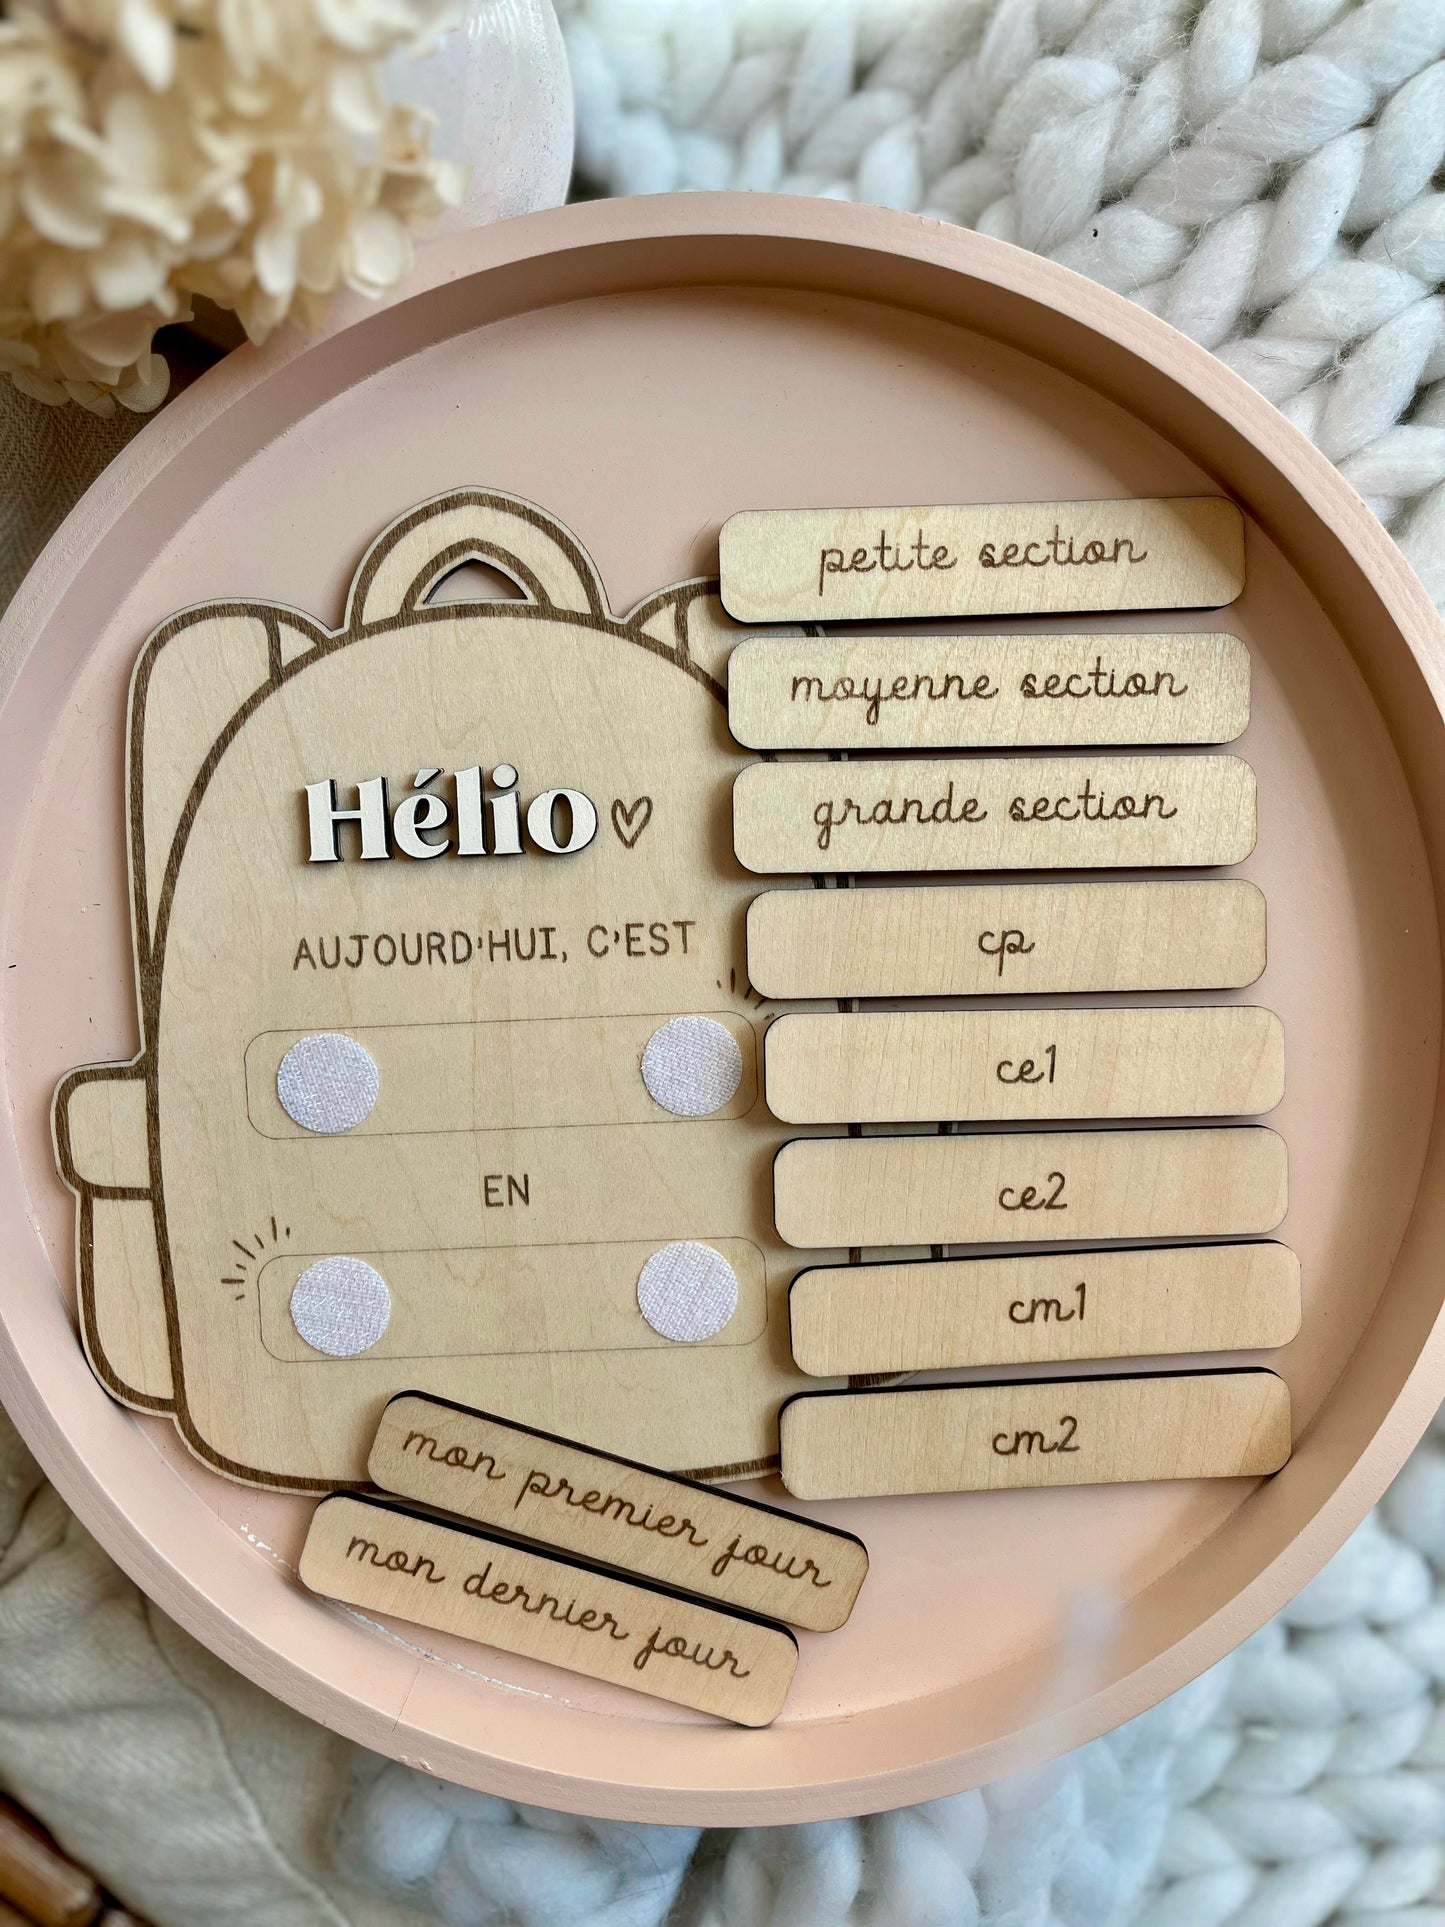 Hélio
AUJOURD'HUI, C'EST
EN
petite section
moyenne section
grande section
cp
ce1
ce2
cm1
cm2
mon premier jour
mon dernier jour